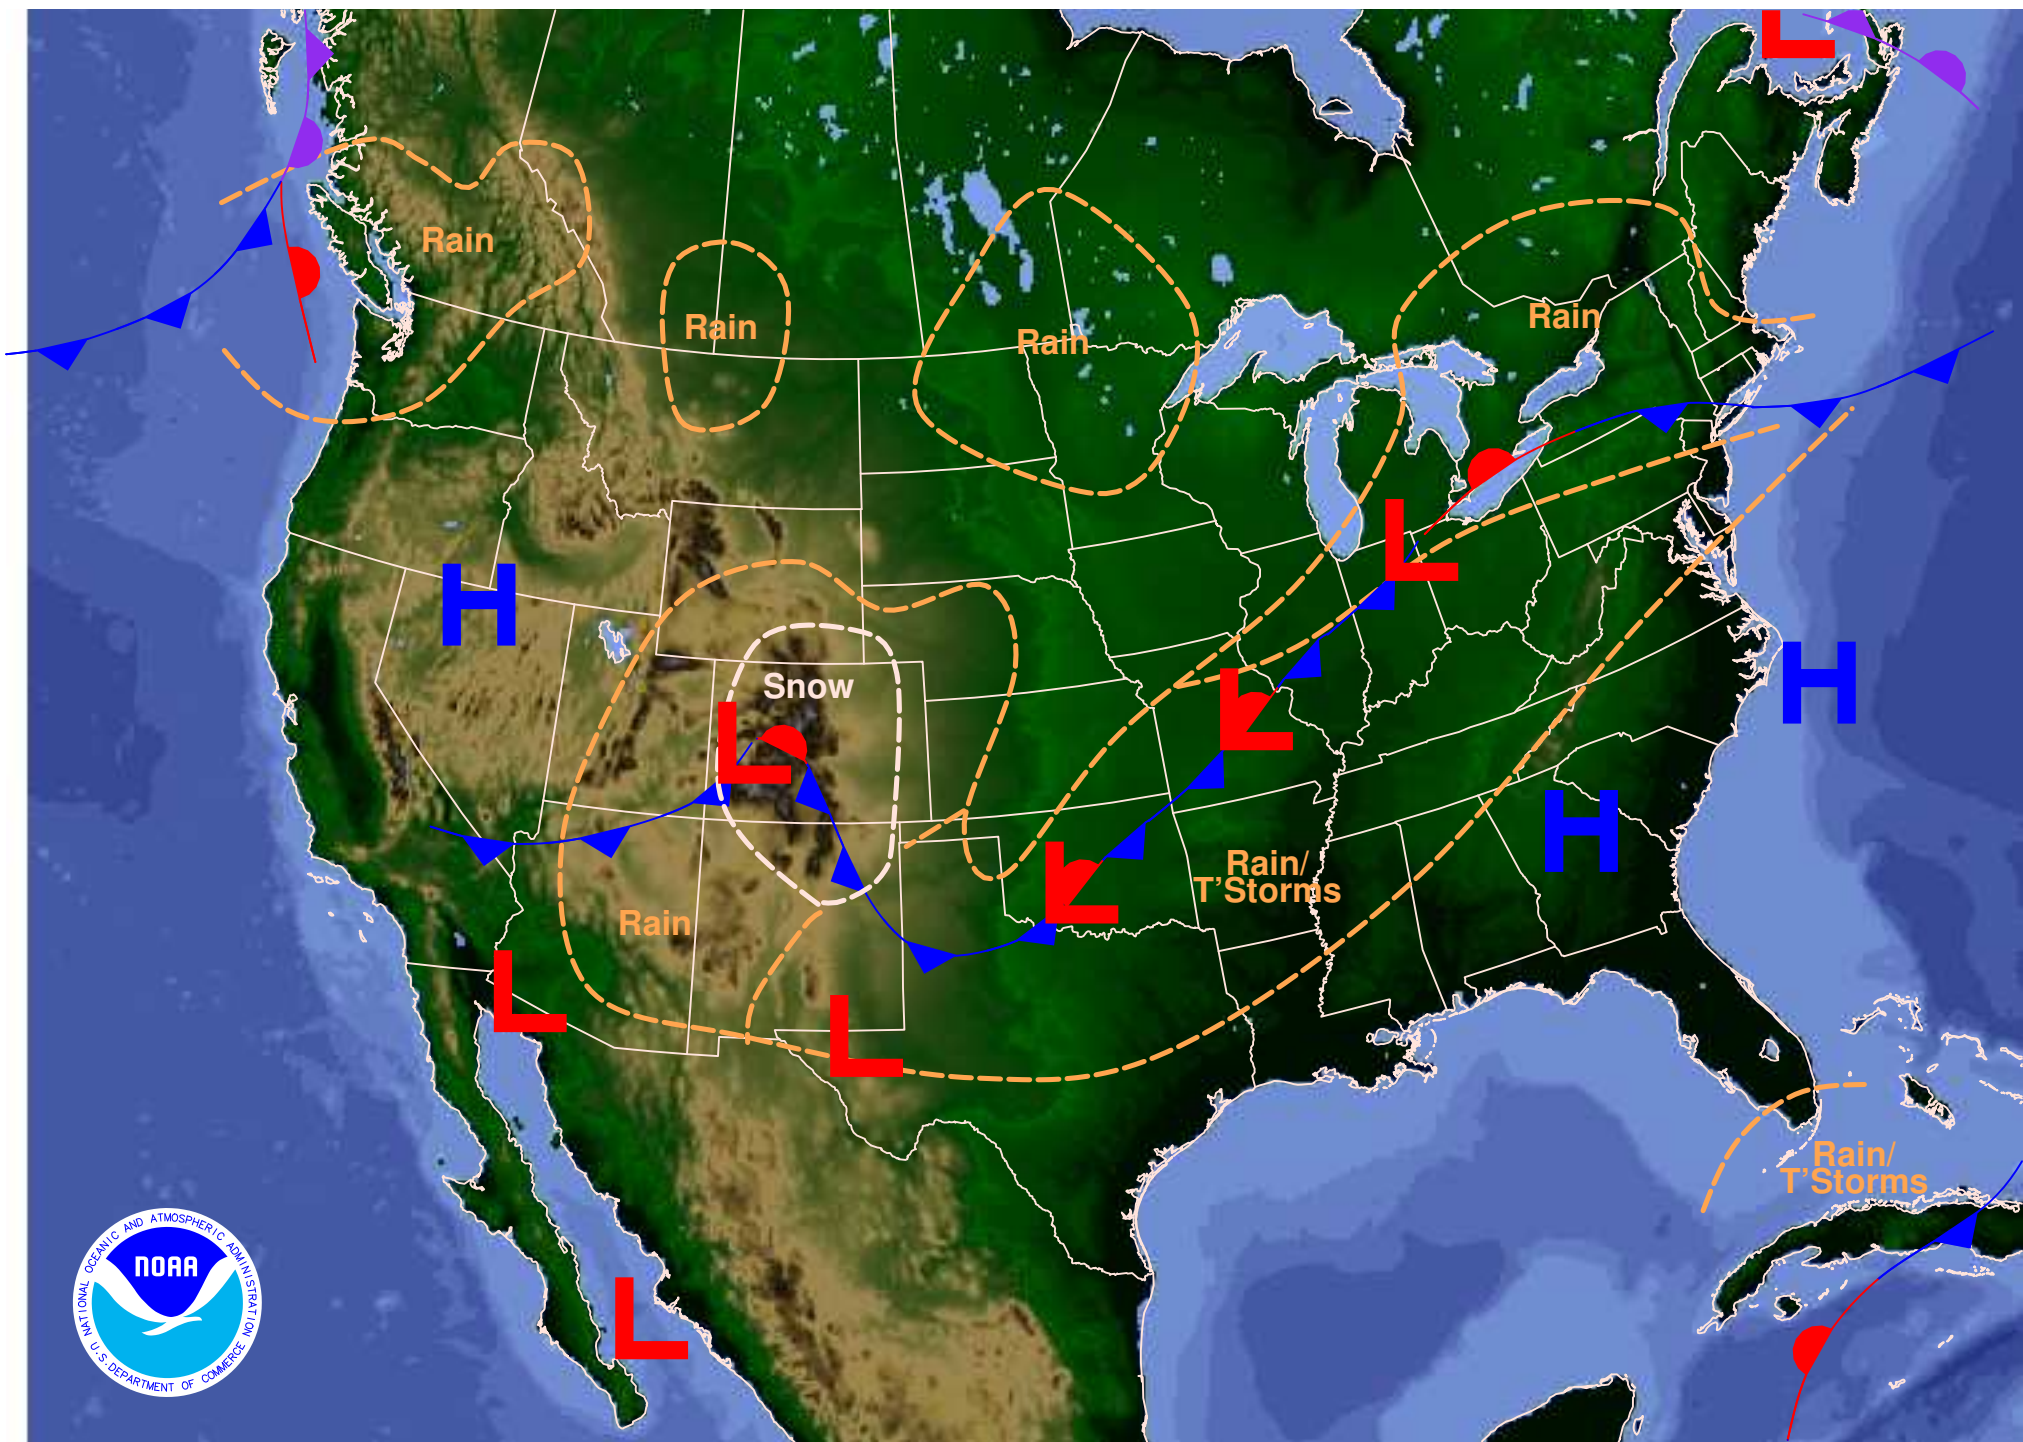 L
Rain
Rain
Rain
Rain
H
L
H
L
Snow
L
H
Rain/
T'Storms
L
Rain
L
L
Rain/
T'Storms
L
NOAA
NATIONAL OCEANIC AND ATMOSPHERIC ADMINISTRATION
U.S. DEPARTMENT OF COMMERCE